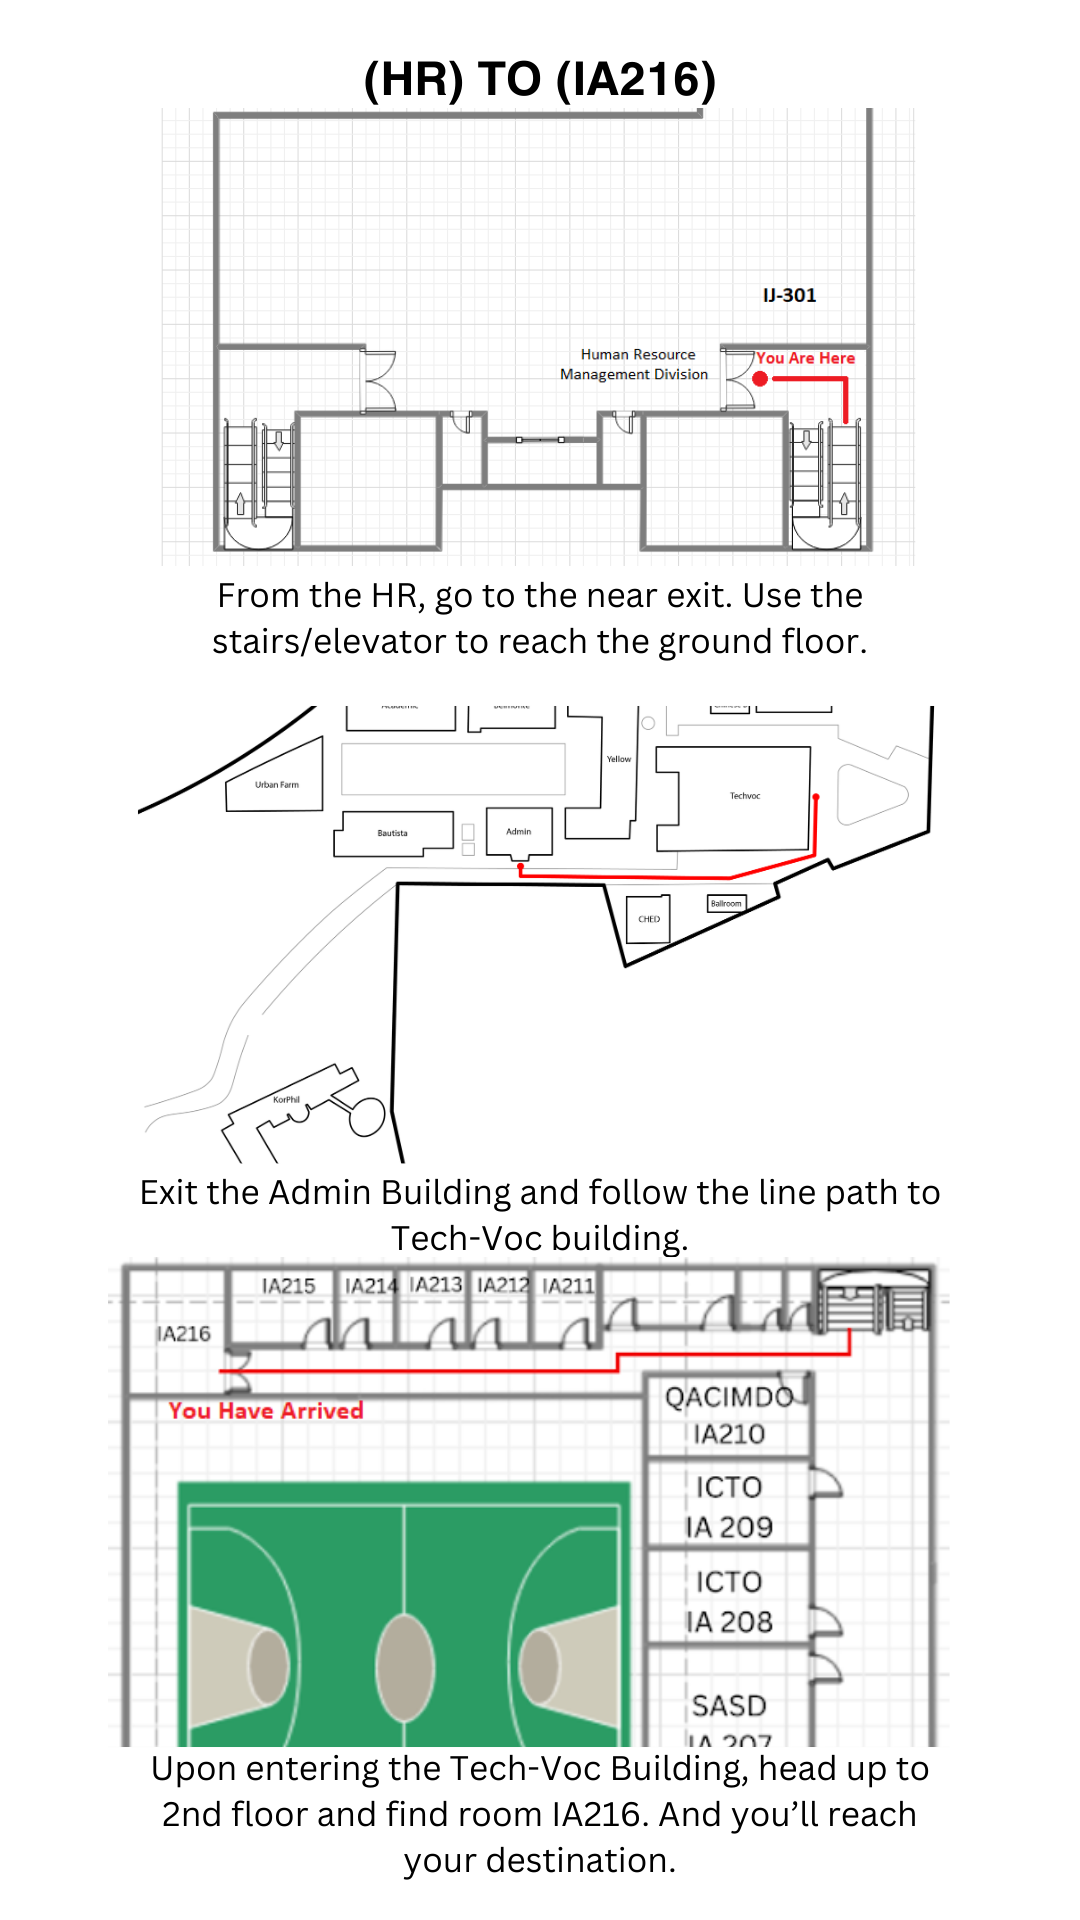 (HR) TO (IA216)
IJ-301
Human Resource
Management Division
You Are Here
From the HR, go to the near exit. Use the
stairs/elevator to reach the ground floor.
Yellow
Urban Farm
Techvoc
Bautista
Admin
CHED
Ballroom
KorPhil
Exit the Admin Building and follow the line path to
Tech-Voc building.
IA215
IA214
IA213
IA212
IA211
IA216
You Have Arrived
QACIMDO
IA210
ICTO
IA 209
ICTO
IA 208
SASD
IA 207
Upon entering the Tech-Voc Building, head up to
2nd floor and find room IA216. And you’ll reach
your destination.